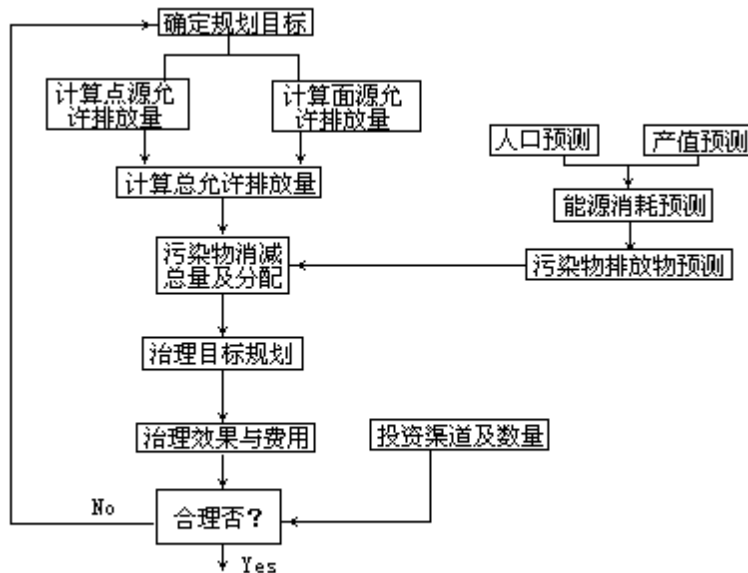 确定规划目标
计算点源允
许排放量
计算面源允
许排放量
人口预测
产值预测
计算总允许排放量
能源消耗预测
污染物消减
总量及分配
污染物排放物预测
治理目标规划
治理效果与费用
投资渠道及数量
No
合理否？
Yes